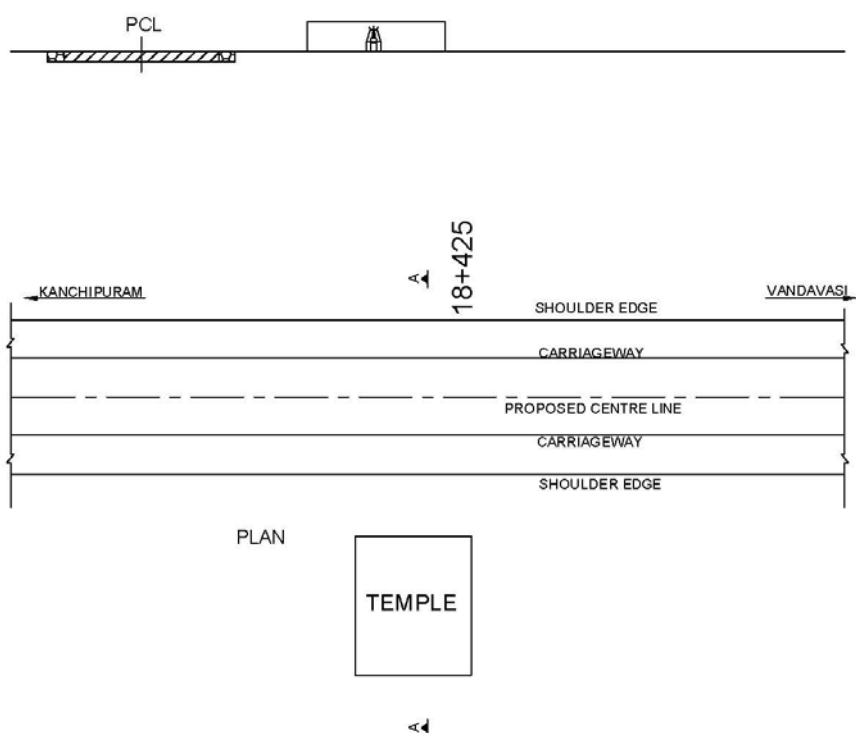 PCL
18+425
A
KANCHIPURAM
VANDAVASI
SHOULDER EDGE
CARRIAGEWAY
PROPOSED CENTRE LINE
CARRIAGEWAY
SHOULDER EDGE
PLAN
TEMPLE
A